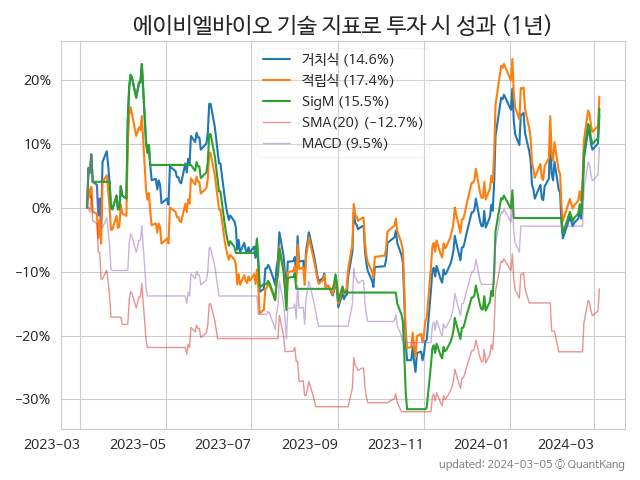 에이비엘바이오 기술 지표로 투자 시 성과 (1년)
거치식 (14.6%)
적립식 (17.4%)
SigM (15.5%)
SMA(20) (−12.7%)
MACD (9.5%)
20%
10%
0%
−10%
−20%
−30%
2023−03 2023−05 2023−07 2023−09 2023−11 2024−01 2024−03
updated: 2024−03−05 ⓒ QuantKang